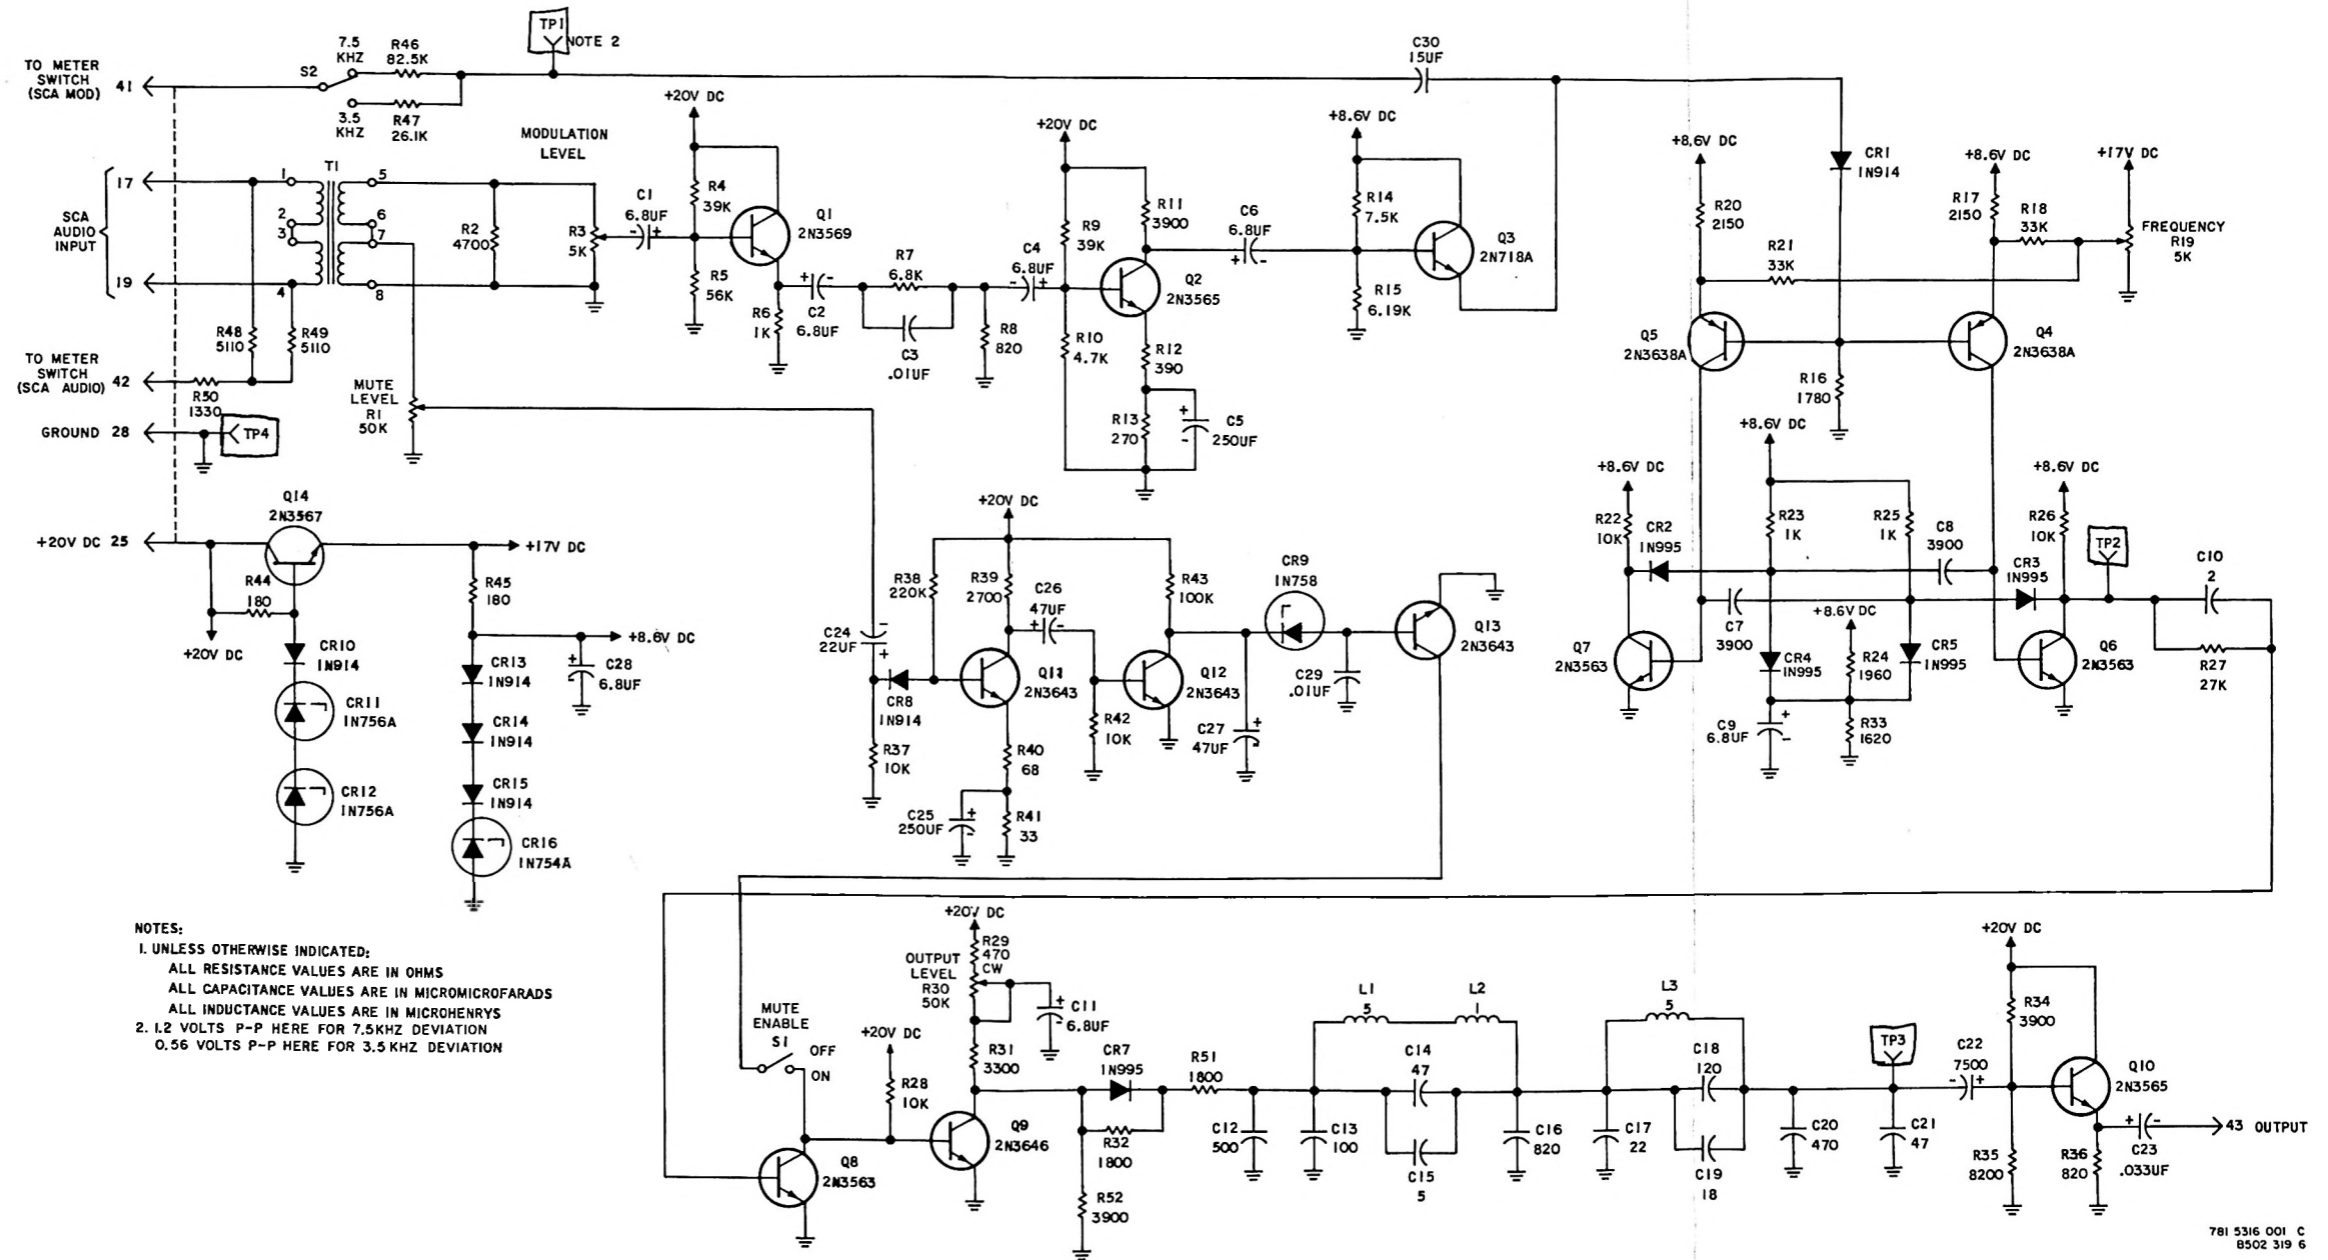 TO METER
SWITCH
(SCA MOD) 41
S2
7.5
KHZ
R46
82.5K
3.5
KHZ
R47
26.1K
TP1
NOTE 2
C30
15UF
SCA
AUDIO
INPUT
17
19
T1
1
2
3
4
5
6
7
8
R48
5110
R49
5110
TO METER
SWITCH
(SCA AUDIO) 42
R50
1330
GROUND 28
TP4
MODULATION
LEVEL
R2
4700
R3
5K
C1
6.8UF
-
+
+20V DC
R4
39K
R5
56K
Q1
2N3569
R6
1K
+
-
C2
6.8UF
R7
6.8K
C3
.01UF
R8
820
C4
6.8UF
-
+
+20V DC
R9
39K
R10
4.7K
R11
3900
Q2
2N3565
R12
390
R13
270
+
-
C5
250UF
C6
6.8UF
+
-
+8.6V DC
R14
7.5K
R15
6.19K
Q3
2N718A
MUTE
LEVEL
R1
50K
CR1
1N914
+8.6V DC
R20
2150
R21
33K
+8.6V DC
R17
2150
R18
33K
+17V DC
FREQUENCY
R19
5K
Q5
2N3638A
Q4
2N3638A
R16
1780
+8.6V DC
R22
10K
CR2
1N995
+8.6V DC
R23
1K
R25
1K
C8
3900
+8.6V DC
R26
10K
CR3
1N995
TP2
C10
2
R27
27K
C7
3900
+8.6V DC
R24
1960
CR4
1N995
CR5
1N995
Q7
2N3563
Q6
2N3563
C9
6.8UF
+
-
R33
1620
+20V DC 25
Q14
2N3567
+17V DC
R44
180
+20V DC
R45
180
+8.6V DC
+
-
C28
6.8UF
CR10
1N914
CR11
1N756A
CR12
1N756A
CR13
1N914
CR14
1N914
CR15
1N914
CR16
1N754A
C24
22UF
-
+
CR8
1N914
R37
10K
+20V DC
R38
220K
R39
2700
C26
47UF
+
-
Q11
2N3643
R40
68
C25
250UF
+
-
R41
33
R42
10K
R43
100K
Q12
2N3643
C27
47UF
+
-
CR9
1N758
C29
.01UF
Q13
2N3643
NOTES:
1. UNLESS OTHERWISE INDICATED:
ALL RESISTANCE VALUES ARE IN OHMS
ALL CAPACITANCE VALUES ARE IN MICROMICROFARADS
ALL INDUCTANCE VALUES ARE IN MICROHENRYS
2. 1.2 VOLTS P-P HERE FOR 7.5KHZ DEVIATION
0.56 VOLTS P-P HERE FOR 3.5 KHZ DEVIATION
MUTE
ENABLE
S1
OFF
ON
Q8
2N3563
+20V DC
R28
10K
+20V DC
R29
470
CW
OUTPUT
LEVEL
R30
50K
+
-
C11
6.8UF
R31
3300
Q9
2N3646
CR7
1N995
R32
1800
R52
3900
R51
1800
C12
500
C13
100
L1
5
L2
1
C14
47
C15
5
C16
820
C17
22
L3
5
C18
120
C19
18
C20
470
TP3
C21
47
C22
7500
-
+
+20V DC
R34
3900
R35
8200
Q10
2N3565
R36
820
+
-
C23
.033UF
43 OUTPUT
781 5316 001 C
8502 319 6